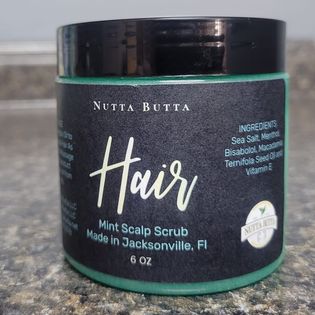 NUTTA BUTTA
Hair
Mint Scalp Scrub
Made in Jacksonville, Fl
6 OZ
INGREDIENTS:
Sea Salt, Menthol,
Bisabolol, Macadamia
Ternifola Seed Oil and
Vitamin E
NUTTA BUTTA